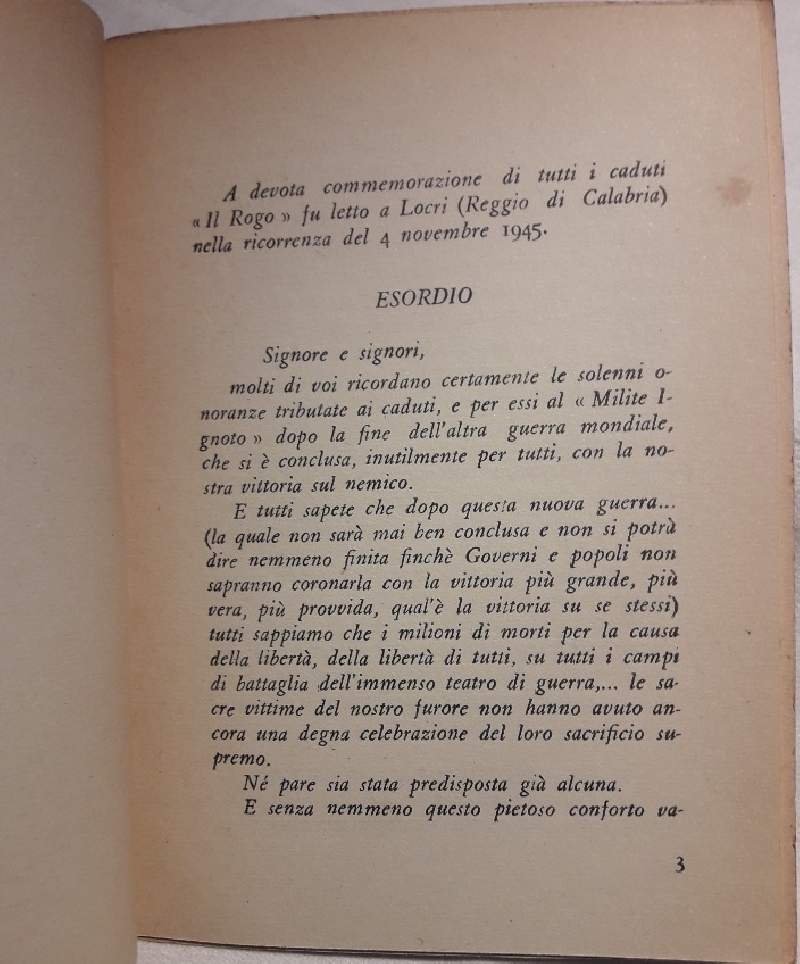 A devota commemorazione di tutti i caduti
« Il Rogo » fu letto a Locri (Reggio di Calabria)
nella ricorrenza del 4 novembre 1945.
ESORDIO
Signore e signori,
molti di voi ricordano certamente le solenni o-
noranze tributate ai caduti, e per essi al « Milite I-
gnoto » dopo la fine dell'altra guerra mondiale,
che si è conclusa, inutilmente per tutti, con la no-
stra vittoria sul nemico.
E tutti sapete che dopo questa nuova guerra...
(la quale non sarà mai ben conclusa e non si potrà
dire nemmeno finita finchè Governi e popoli non
sapranno coronarla con la vittoria più grande, più
vera, più provvida, qual'è la vittoria su se stessi)
tutti sappiamo che i milioni di morti per la causa
della libertà, della libertà di tutti, su tutti i campi
di battaglia dell'immenso teatro di guerra,... le sa-
cre vittime del nostro furore non hanno avuto an-
cora una degna celebrazione del loro sacrificio su-
premo.
Né pare sia stata predisposta già alcuna.
E senza nemmeno questo pietoso conforto va-
3